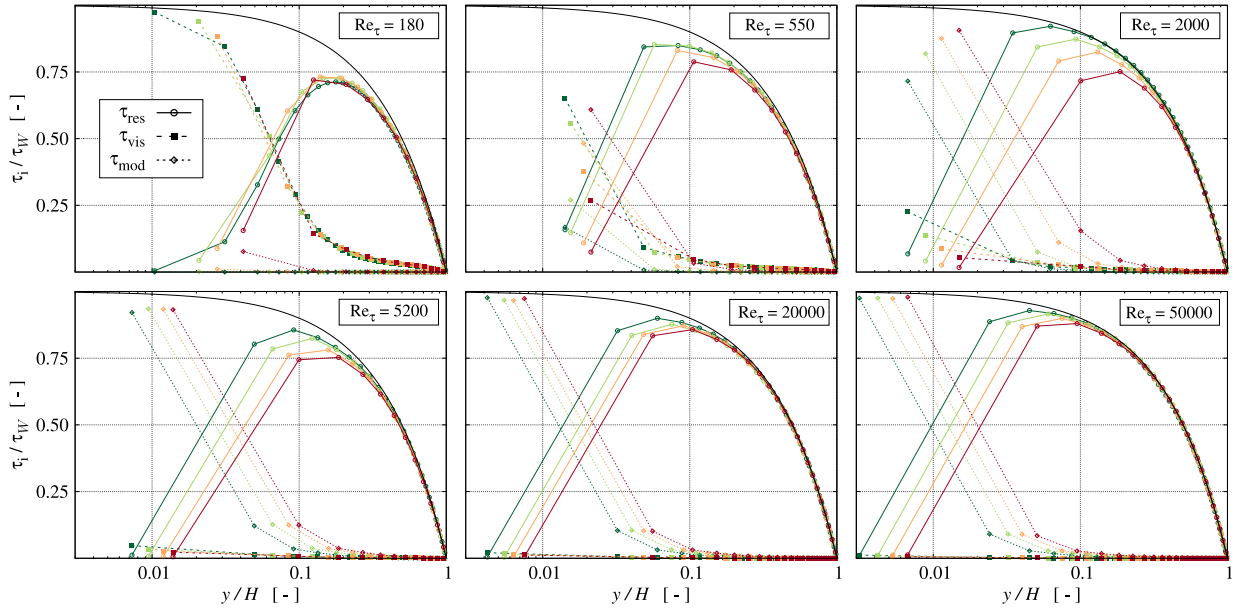 Re_τ = 180
Re_τ = 550
Re_τ = 2000
τ_i / τ_W [ - ]
0.75
0.50
0.25
τ_res
τ_vis
τ_mod
Re_τ = 5200
Re_τ = 20000
Re_τ = 50000
τ_i / τ_W [ - ]
0.75
0.50
0.25
0.01 0.1 1
0.01 0.1 1
0.01 0.1 1
y / H [ - ]
y / H [ - ]
y / H [ - ]